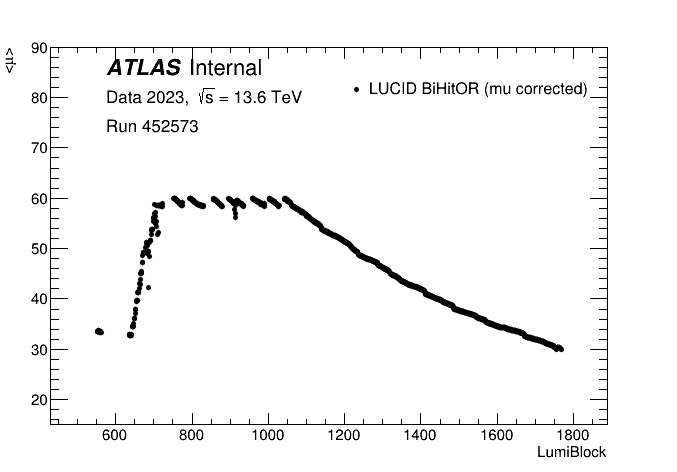 <μ>
90
80
70
60
50
40
30
20
ATLAS Internal
Data 2023, √s = 13.6 TeV
Run 452573
LUCID BiHitOR (mu corrected)
600 800 1000 1200 1400 1600 1800
LumiBlock